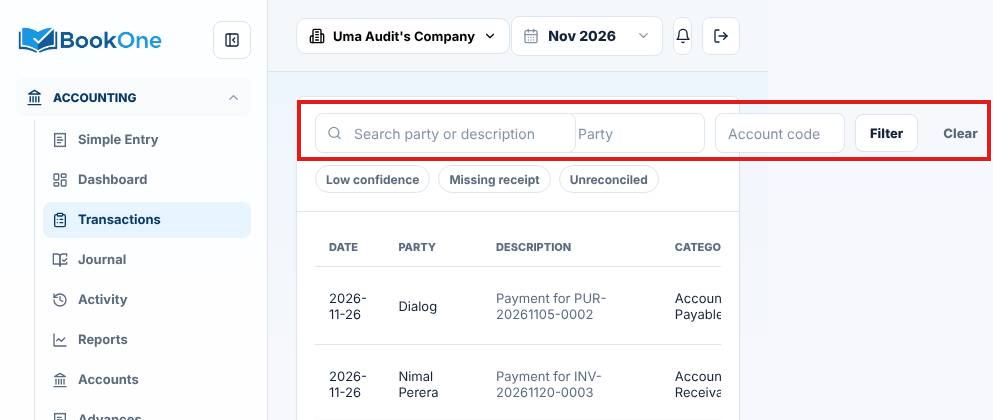 BookOne
Uma Audit's Company
Nov 2026
ACCOUNTING
Simple Entry
Dashboard
Transactions
Journal
Activity
Reports
Accounts
Advances
Search party or description
Party
Account code
Filter
Clear
Low confidence
Missing receipt
Unreconciled
DATE PARTY DESCRIPTION CATEGO
2026- Dialog Payment for PUR- Accoun
11-26 20261105-0002 Payable
2026- Nimal Payment for INV- Accoun
11-26 Perera 20261120-0003 Receiva